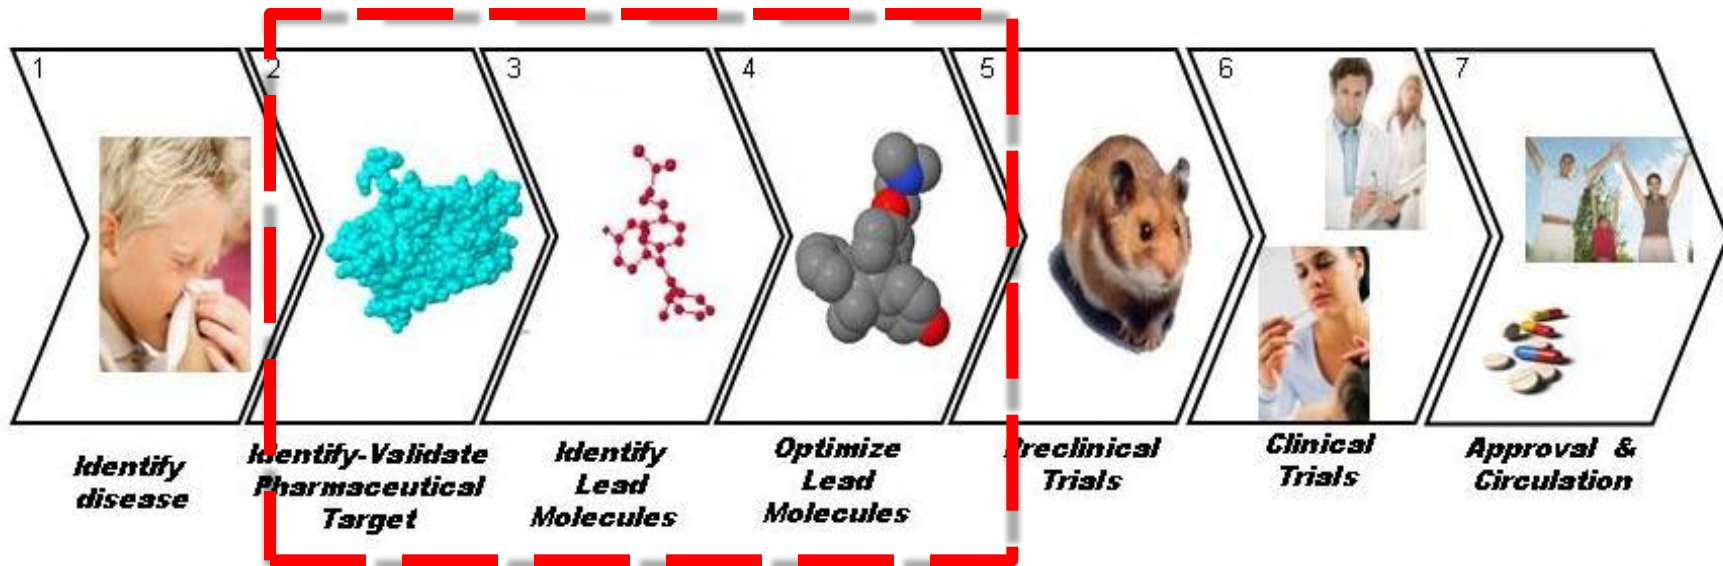 1
2
3
4
5
6
7
Identify
disease
Identify-Validate
Pharmaceutical
Target
Identify
Lead
Molecules
Optimize
Lead
Molecules
Preclinical
Trials
Clinical
Trials
Approval &
Circulation